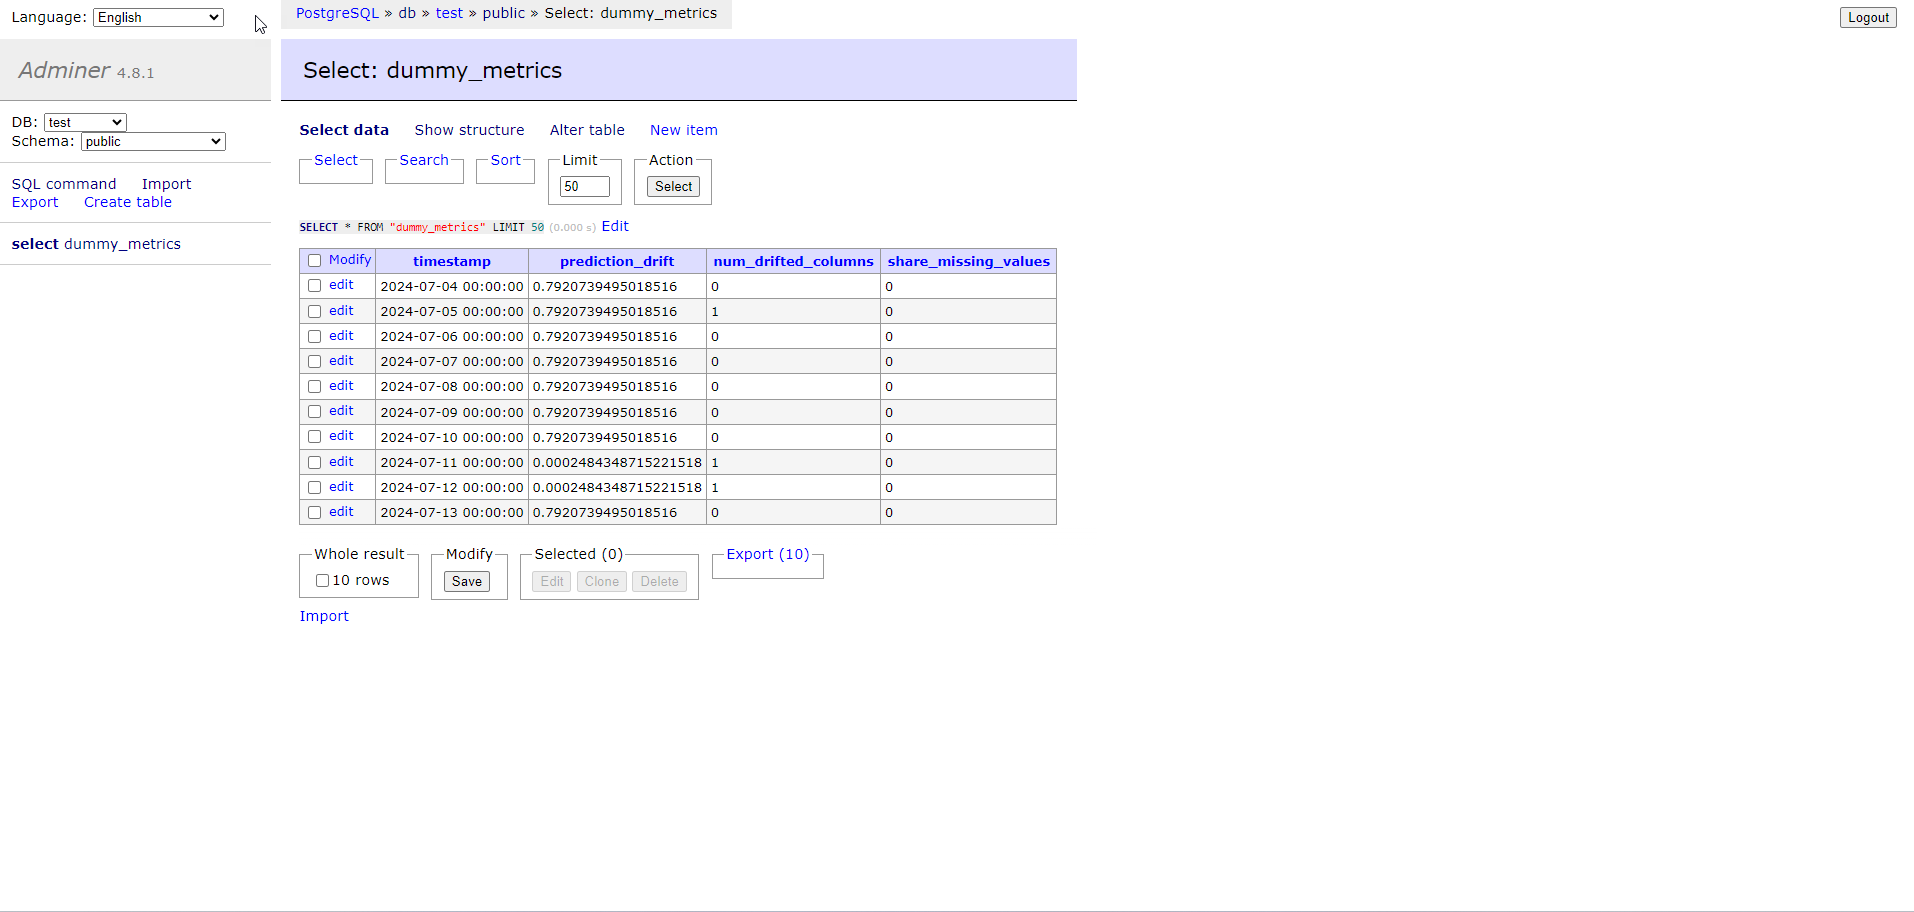 Language: English
PostgreSQL » db » test » public » Select: dummy_metrics
Logout
Adminer 4.8.1
Select: dummy_metrics
DB: test
Schema: public
SQL command Import
Export Create table
select dummy_metrics
Select data Show structure Alter table New item
Select Search Sort Limit Action
50 Select
SELECT * FROM "dummy_metrics" LIMIT 50 (0.000 s) Edit
Modify timestamp prediction_drift num_drifted_columns share_missing_values
edit 2024-07-04 00:00:00 0.7920739495018516 0 0
edit 2024-07-05 00:00:00 0.7920739495018516 1 0
edit 2024-07-06 00:00:00 0.7920739495018516 0 0
edit 2024-07-07 00:00:00 0.7920739495018516 0 0
edit 2024-07-08 00:00:00 0.7920739495018516 0 0
edit 2024-07-09 00:00:00 0.7920739495018516 0 0
edit 2024-07-10 00:00:00 0.7920739495018516 0 0
edit 2024-07-11 00:00:00 0.0002484348715221518 1 0
edit 2024-07-12 00:00:00 0.0002484348715221518 1 0
edit 2024-07-13 00:00:00 0.7920739495018516 0 0
Whole result Modify Selected (0) Export (10)
10 rows Save Edit Clone Delete
Import